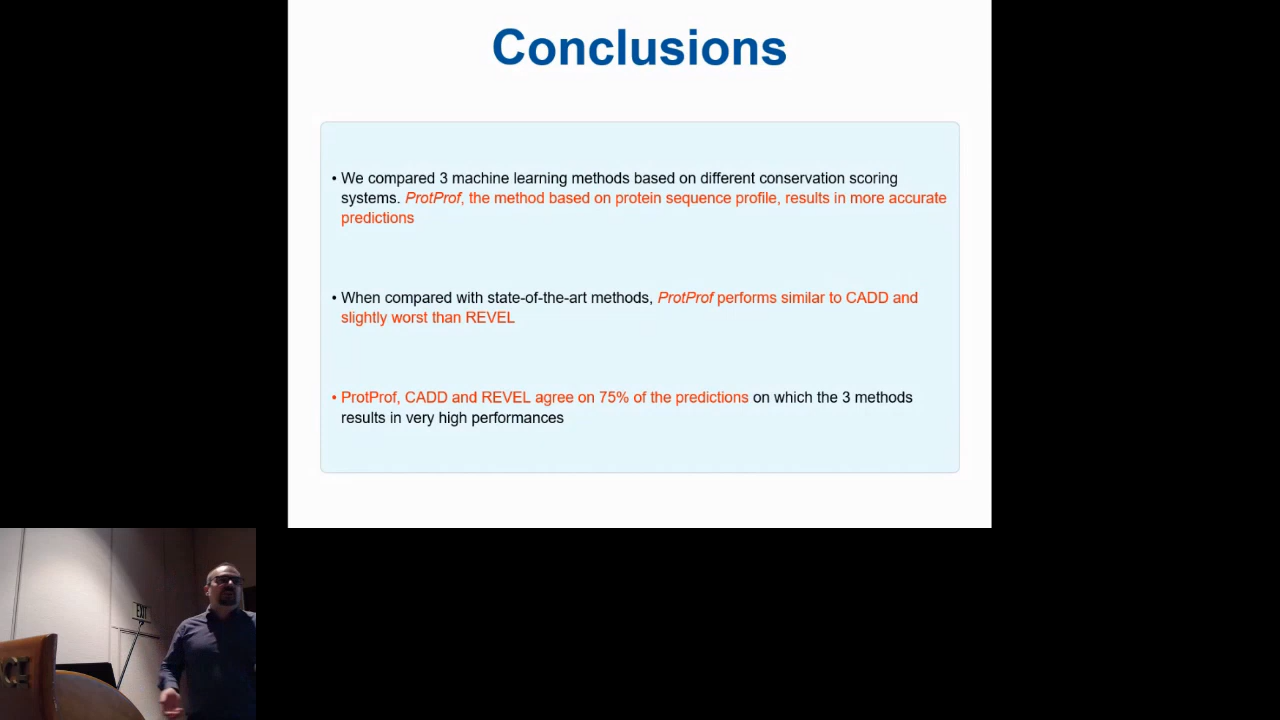 Conclusions
• We compared 3 machine learning methods based on different conservation scoring
systems. ProtProf, the method based on protein sequence profile, results in more accurate
predictions
• When compared with state-of-the-art methods, ProtProf performs similar to CADD and
slightly worst than REVEL
• ProtProf, CADD and REVEL agree on 75% of the predictions on which the 3 methods
results in very high performances
EXIT